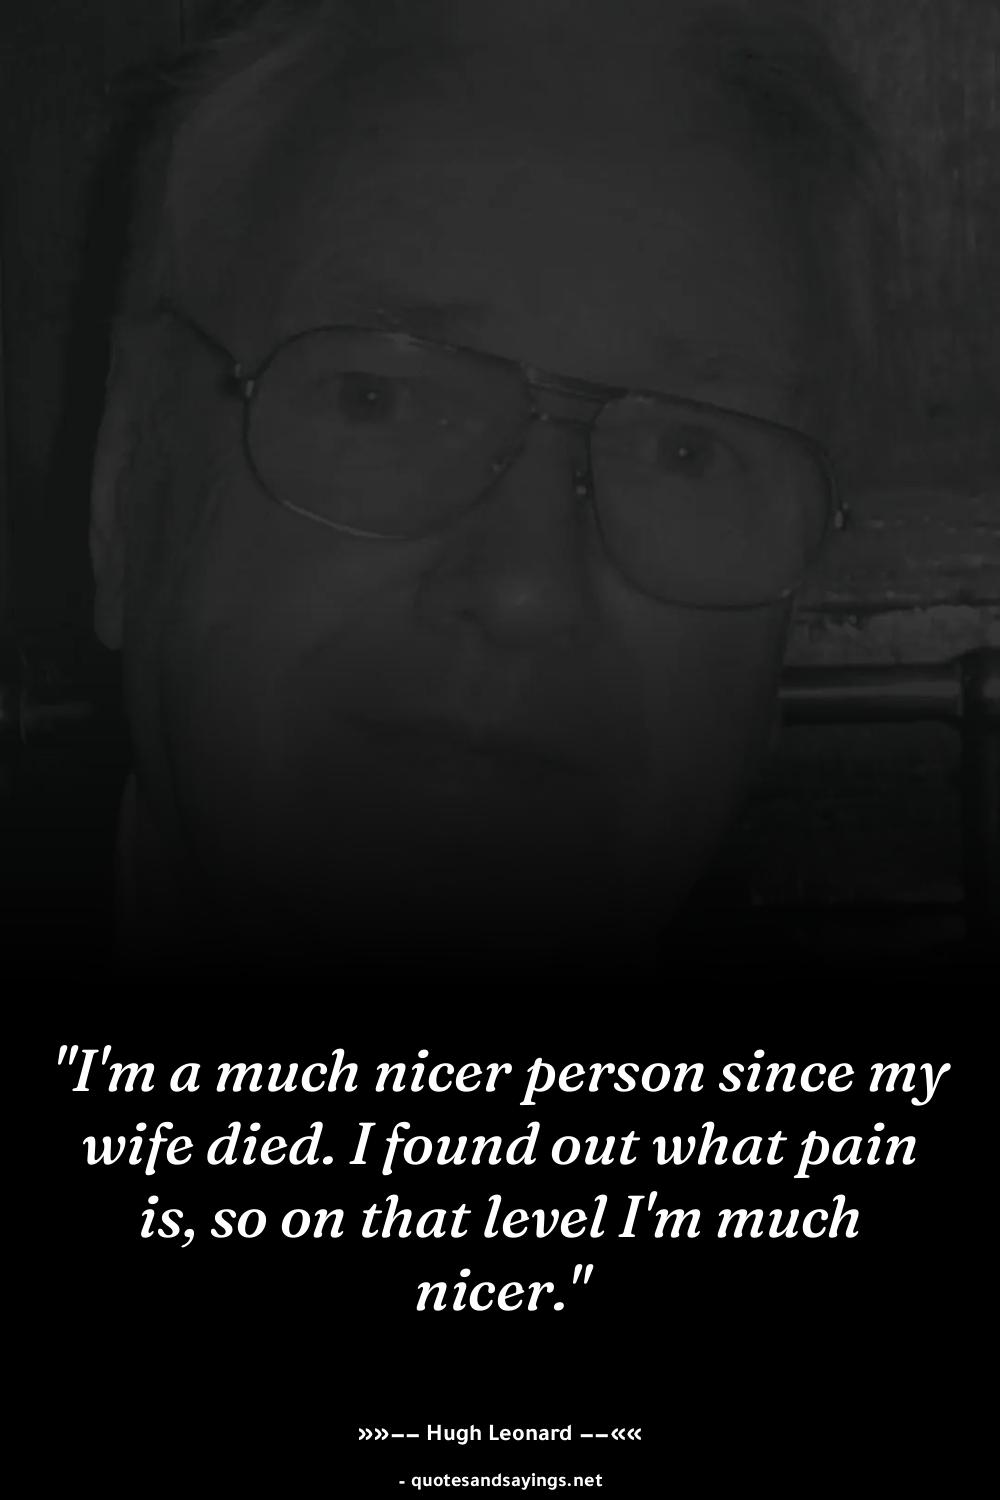 "I'm a much nicer person since my
wife died. I found out what pain
is, so on that level I'm much
nicer."
»»−− Hugh Leonard −−««
- quotesandsayings.net